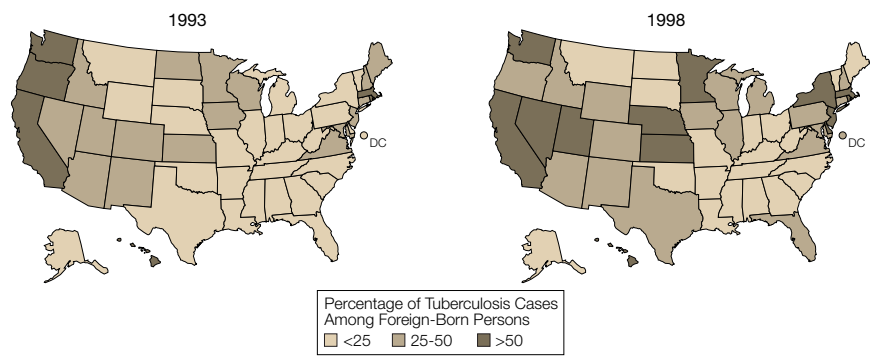 1993
1998
DC
DC
Percentage of Tuberculosis Cases
Among Foreign-Born Persons
<25 25-50 >50